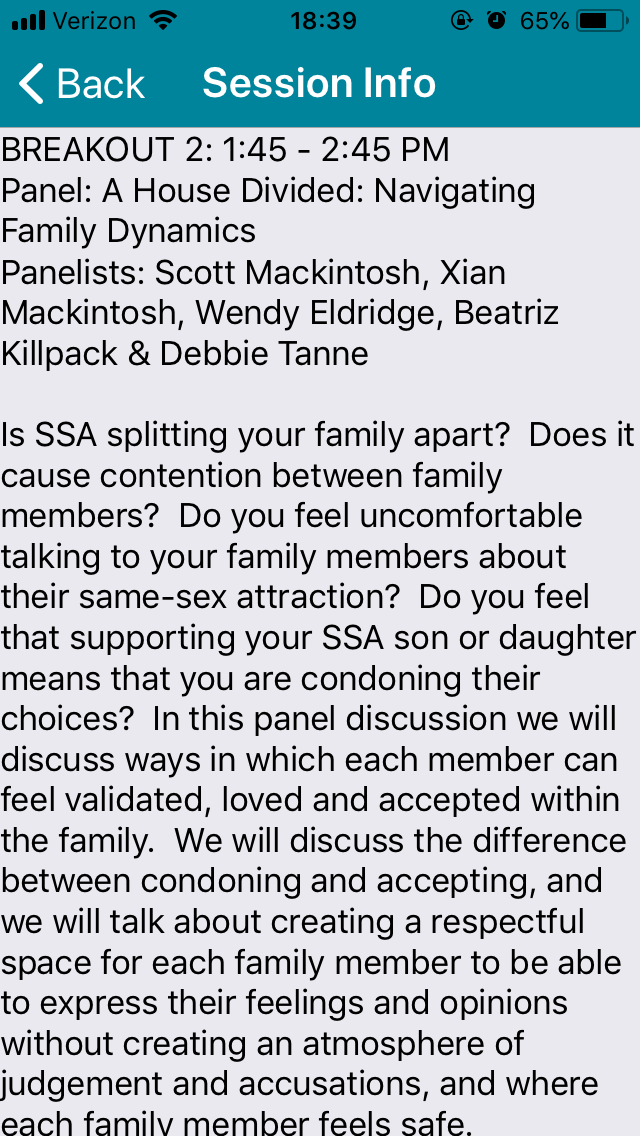 Verizon 18:39 65%
Back Session Info
BREAKOUT 2: 1:45 - 2:45 PM
Panel: A House Divided: Navigating
Family Dynamics
Panelists: Scott Mackintosh, Xian
Mackintosh, Wendy Eldridge, Beatriz
Killpack & Debbie Tanne
Is SSA splitting your family apart?  Does it
cause contention between family
members?  Do you feel uncomfortable
talking to your family members about
their same-sex attraction?  Do you feel
that supporting your SSA son or daughter
means that you are condoning their
choices?  In this panel discussion we will
discuss ways in which each member can
feel validated, loved and accepted within
the family.  We will discuss the difference
between condoning and accepting, and
we will talk about creating a respectful
space for each family member to be able
to express their feelings and opinions
without creating an atmosphere of
judgement and accusations, and where
each family member feels safe.